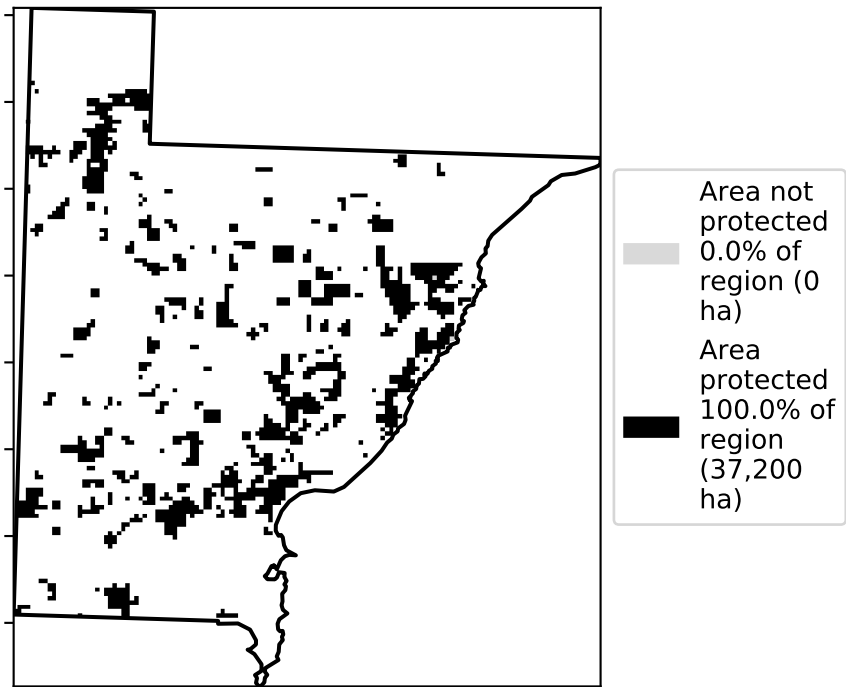 Area not
protected
0.0% of
region (0
ha)
Area
protected
100.0% of
region
(37,200
ha)